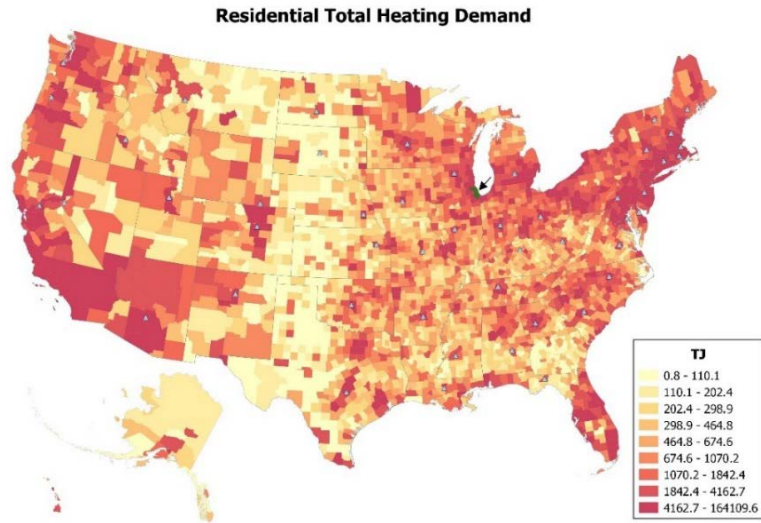 Residential Total Heating Demand
TJ
0.8 - 110.1
110.1 - 202.4
202.4 - 298.9
298.9 - 464.8
464.8 - 674.6
674.6 - 1070.2
1070.2 - 1842.4
1842.4 - 4162.7
4162.7 - 164109.6